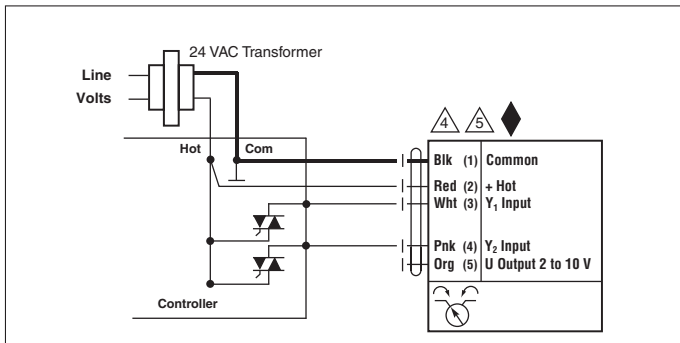 24 VAC Transformer
Line
Volts
Hot Com
4 5
Blk (1) Common
Red (2) + Hot
Wht (3) Y₁ Input
Pnk (4) Y₂ Input
Org (5) U Output 2 to 10 V
Controller